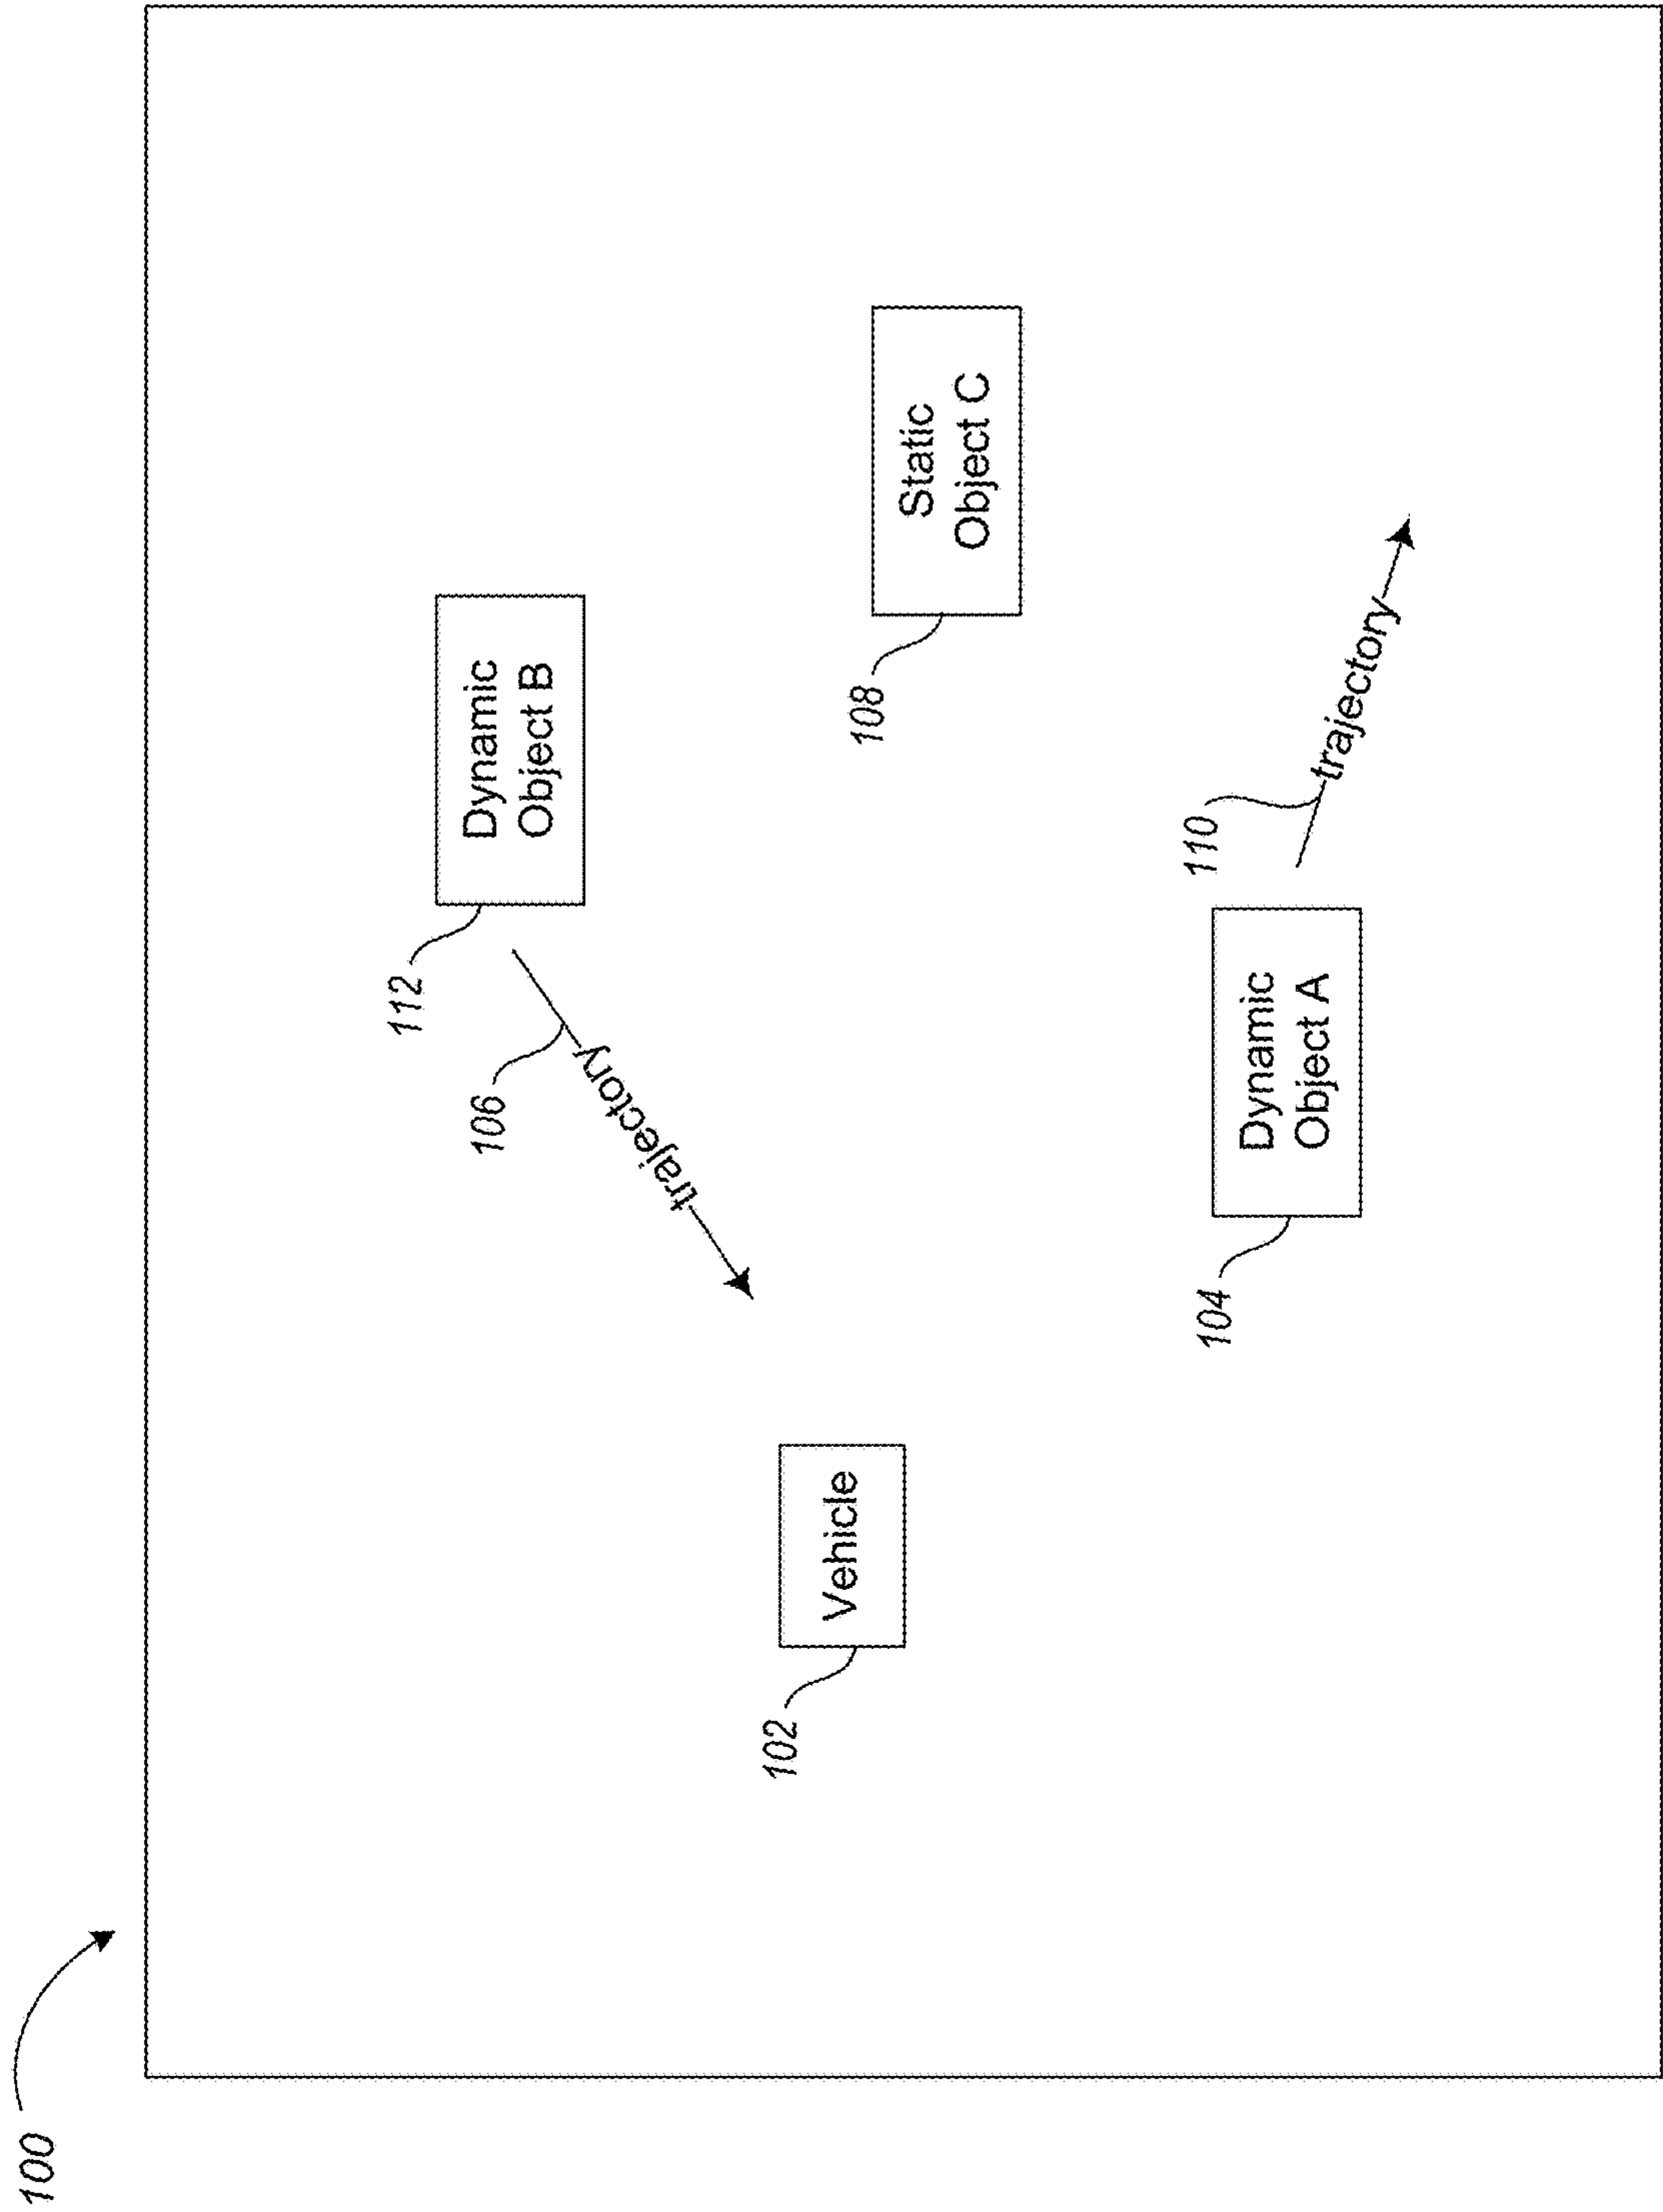 100
112
Dynamic
Object B
106
trajectory
108
Static
Object C
102
Vehicle
110
trajectory
104
Dynamic
Object A